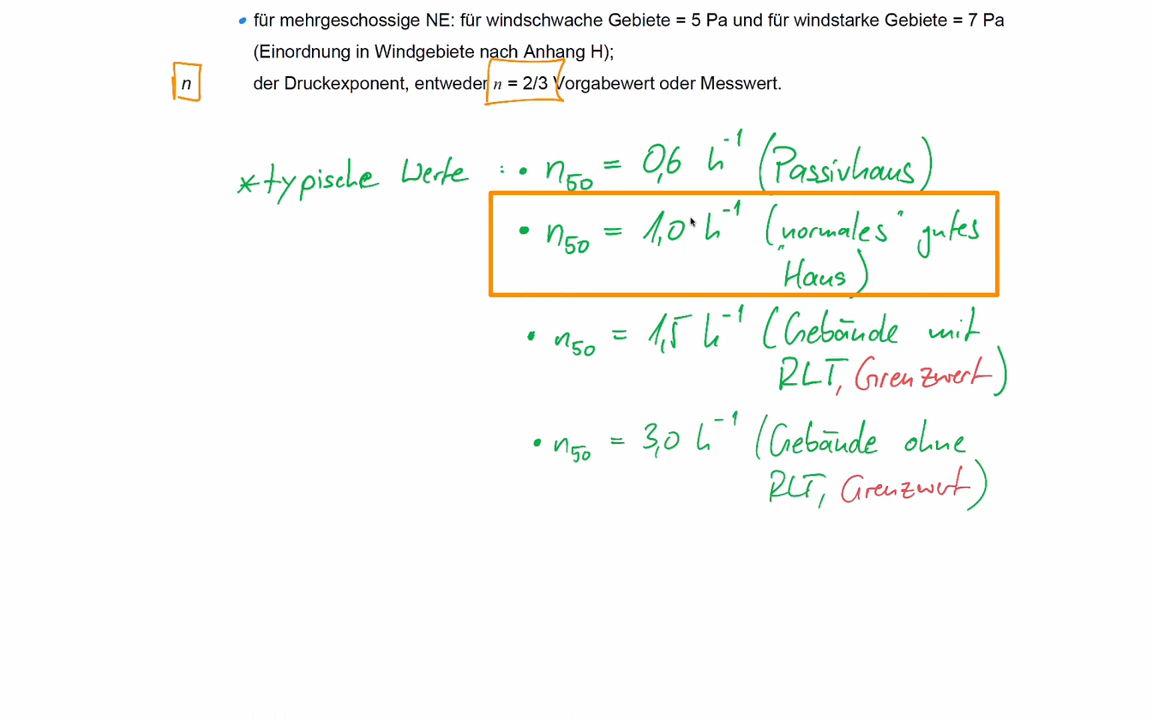 • für mehrgeschossige NE: für windschwache Gebiete = 5 Pa und für windstarke Gebiete = 7 Pa
(Einordnung in Windgebiete nach Anhang H);
n der Druckexponent, entweder n = 2/3 Vorgabewert oder Messwert.
*typische Werte : • n50 = 0,6 h⁻¹ (Passivhaus)
• n50 = 1,0 h⁻¹ („normales“ gutes
Haus)
• n50 = 1,5 h⁻¹ (Gebäude mit
RLT, Grenzwert)
• n50 = 3,0 h⁻¹ (Gebäude ohne
RLT, Grenzwert)